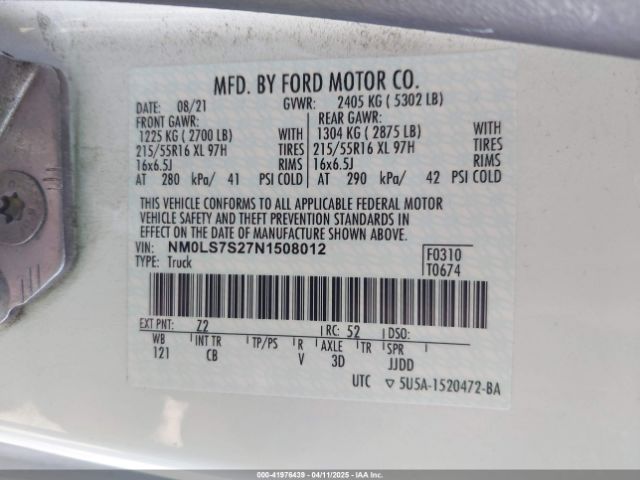 MFD. BY FORD MOTOR CO.
DATE: 08/21 GVWR: 2405 KG ( 5302 LB)
FRONT GAWR: REAR GAWR:
1225 KG ( 2700 LB) WITH 1304 KG ( 2875 LB) WITH
215/55R16 XL 97H TIRES 215/55R16 XL 97H TIRES
16x6.5J RIMS 16x6.5J RIMS
AT 280 kPa/ 41 PSI COLD AT 290 kPa/ 42 PSI COLD
THIS VEHICLE CONFORMS TO ALL APPLICABLE FEDERAL MOTOR
VEHICLE SAFETY AND THEFT PREVENTION STANDARDS IN
EFFECT ON THE DATE OF MANUFACTURE SHOWN ABOVE.
VIN: NM0LS7S27N1508012 F0310
TYPE: Truck T0674
EXT PNT: Z2 RC: 52 DSO:
WB INT TR TP/PS R AXLE TR SPR
121 CB V 3D JJDD
UTC ▽ 5U5A-1520472-BA
000-41976439 - 04/11/2025 - IAAI, Inc.